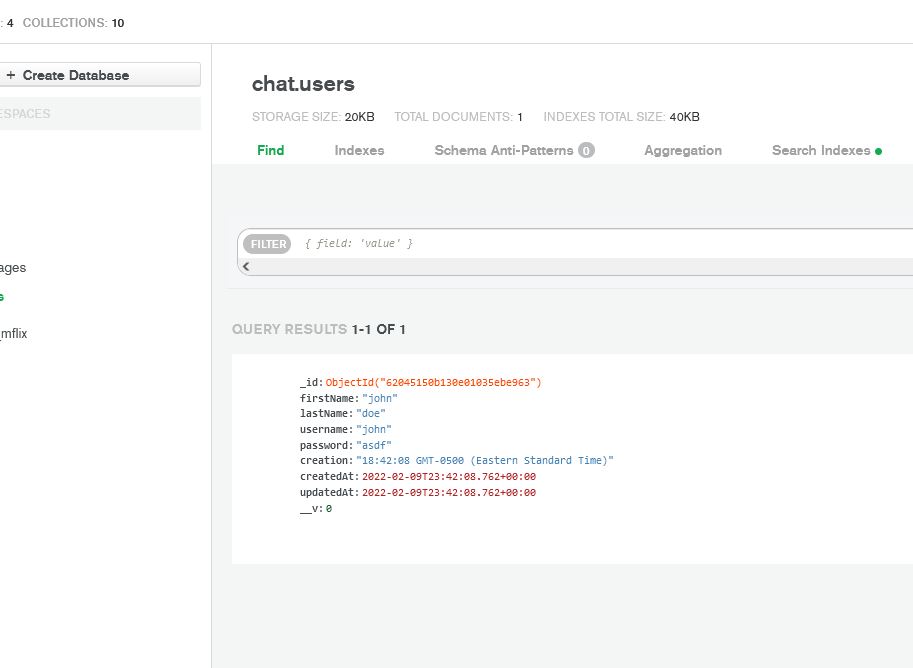 : 4 COLLECTIONS: 10
+ Create Database
ESPACES
ages
s
_mflix
chat.users
STORAGE SIZE: 20KB TOTAL DOCUMENTS: 1 INDEXES TOTAL SIZE: 40KB
Find Indexes Schema Anti-Patterns 0 Aggregation Search Indexes
FILTER { field: 'value' }
QUERY RESULTS 1-1 OF 1
_id: ObjectId("62045150b130e01035ebe963")
firstName: "john"
lastName: "doe"
username: "john"
password: "asdf"
creation: "18:42:08 GMT-0500 (Eastern Standard Time)"
createdAt: 2022-02-09T23:42:08.762+00:00
updatedAt: 2022-02-09T23:42:08.762+00:00
__v: 0